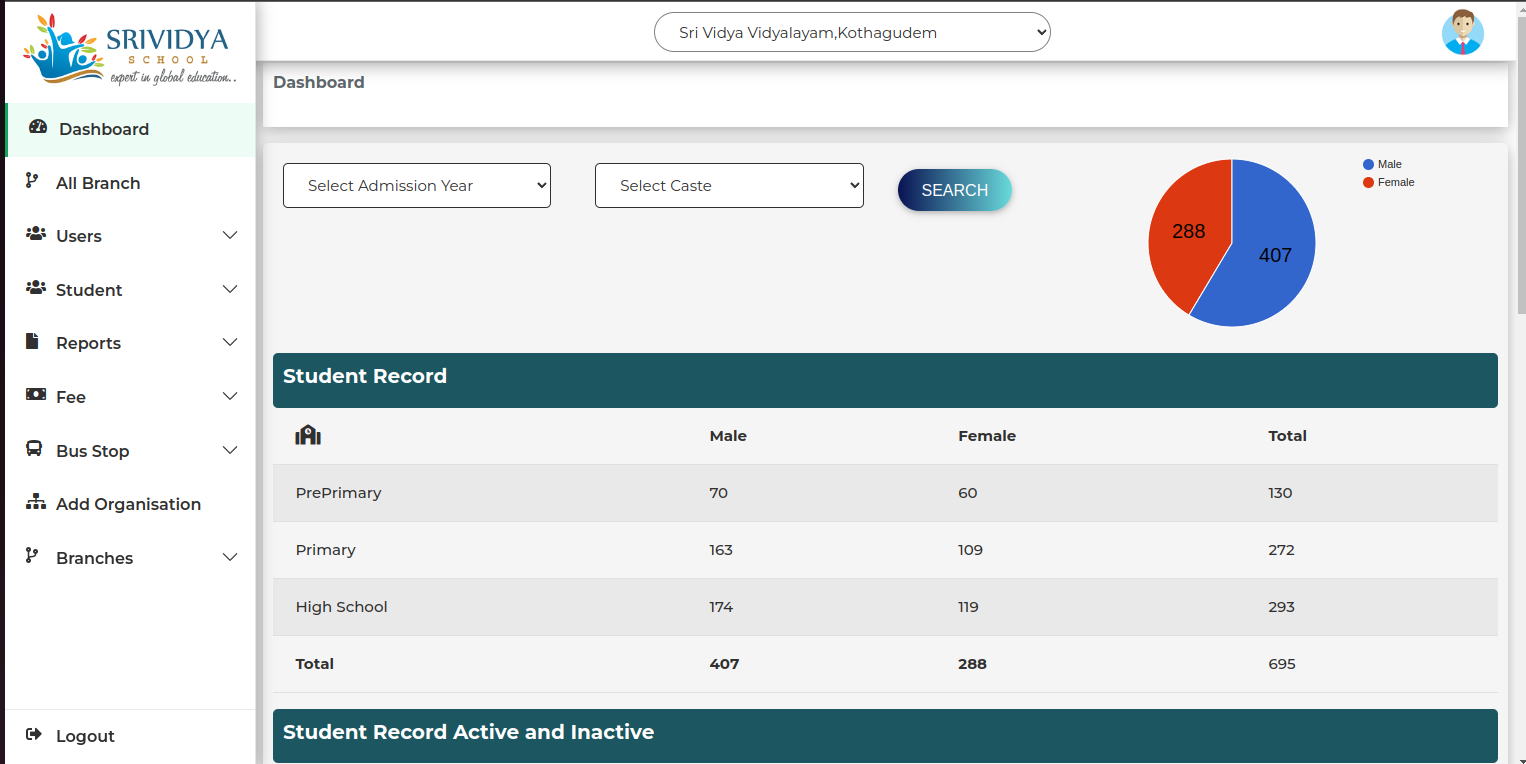 SRIVIDYA
SCHOOL
expert in global education..
Sri Vidya Vidyalayam,Kothagudem
Dashboard
All Branch
Users
Student
Reports
Fee
Bus Stop
Add Organisation
Branches
Logout
Dashboard
Select Admission Year
Select Caste
SEARCH
288
407
Male
Female
Student Record
Male Female Total
PrePrimary 70 60 130
Primary 163 109 272
High School 174 119 293
Total 407 288 695
Student Record Active and Inactive